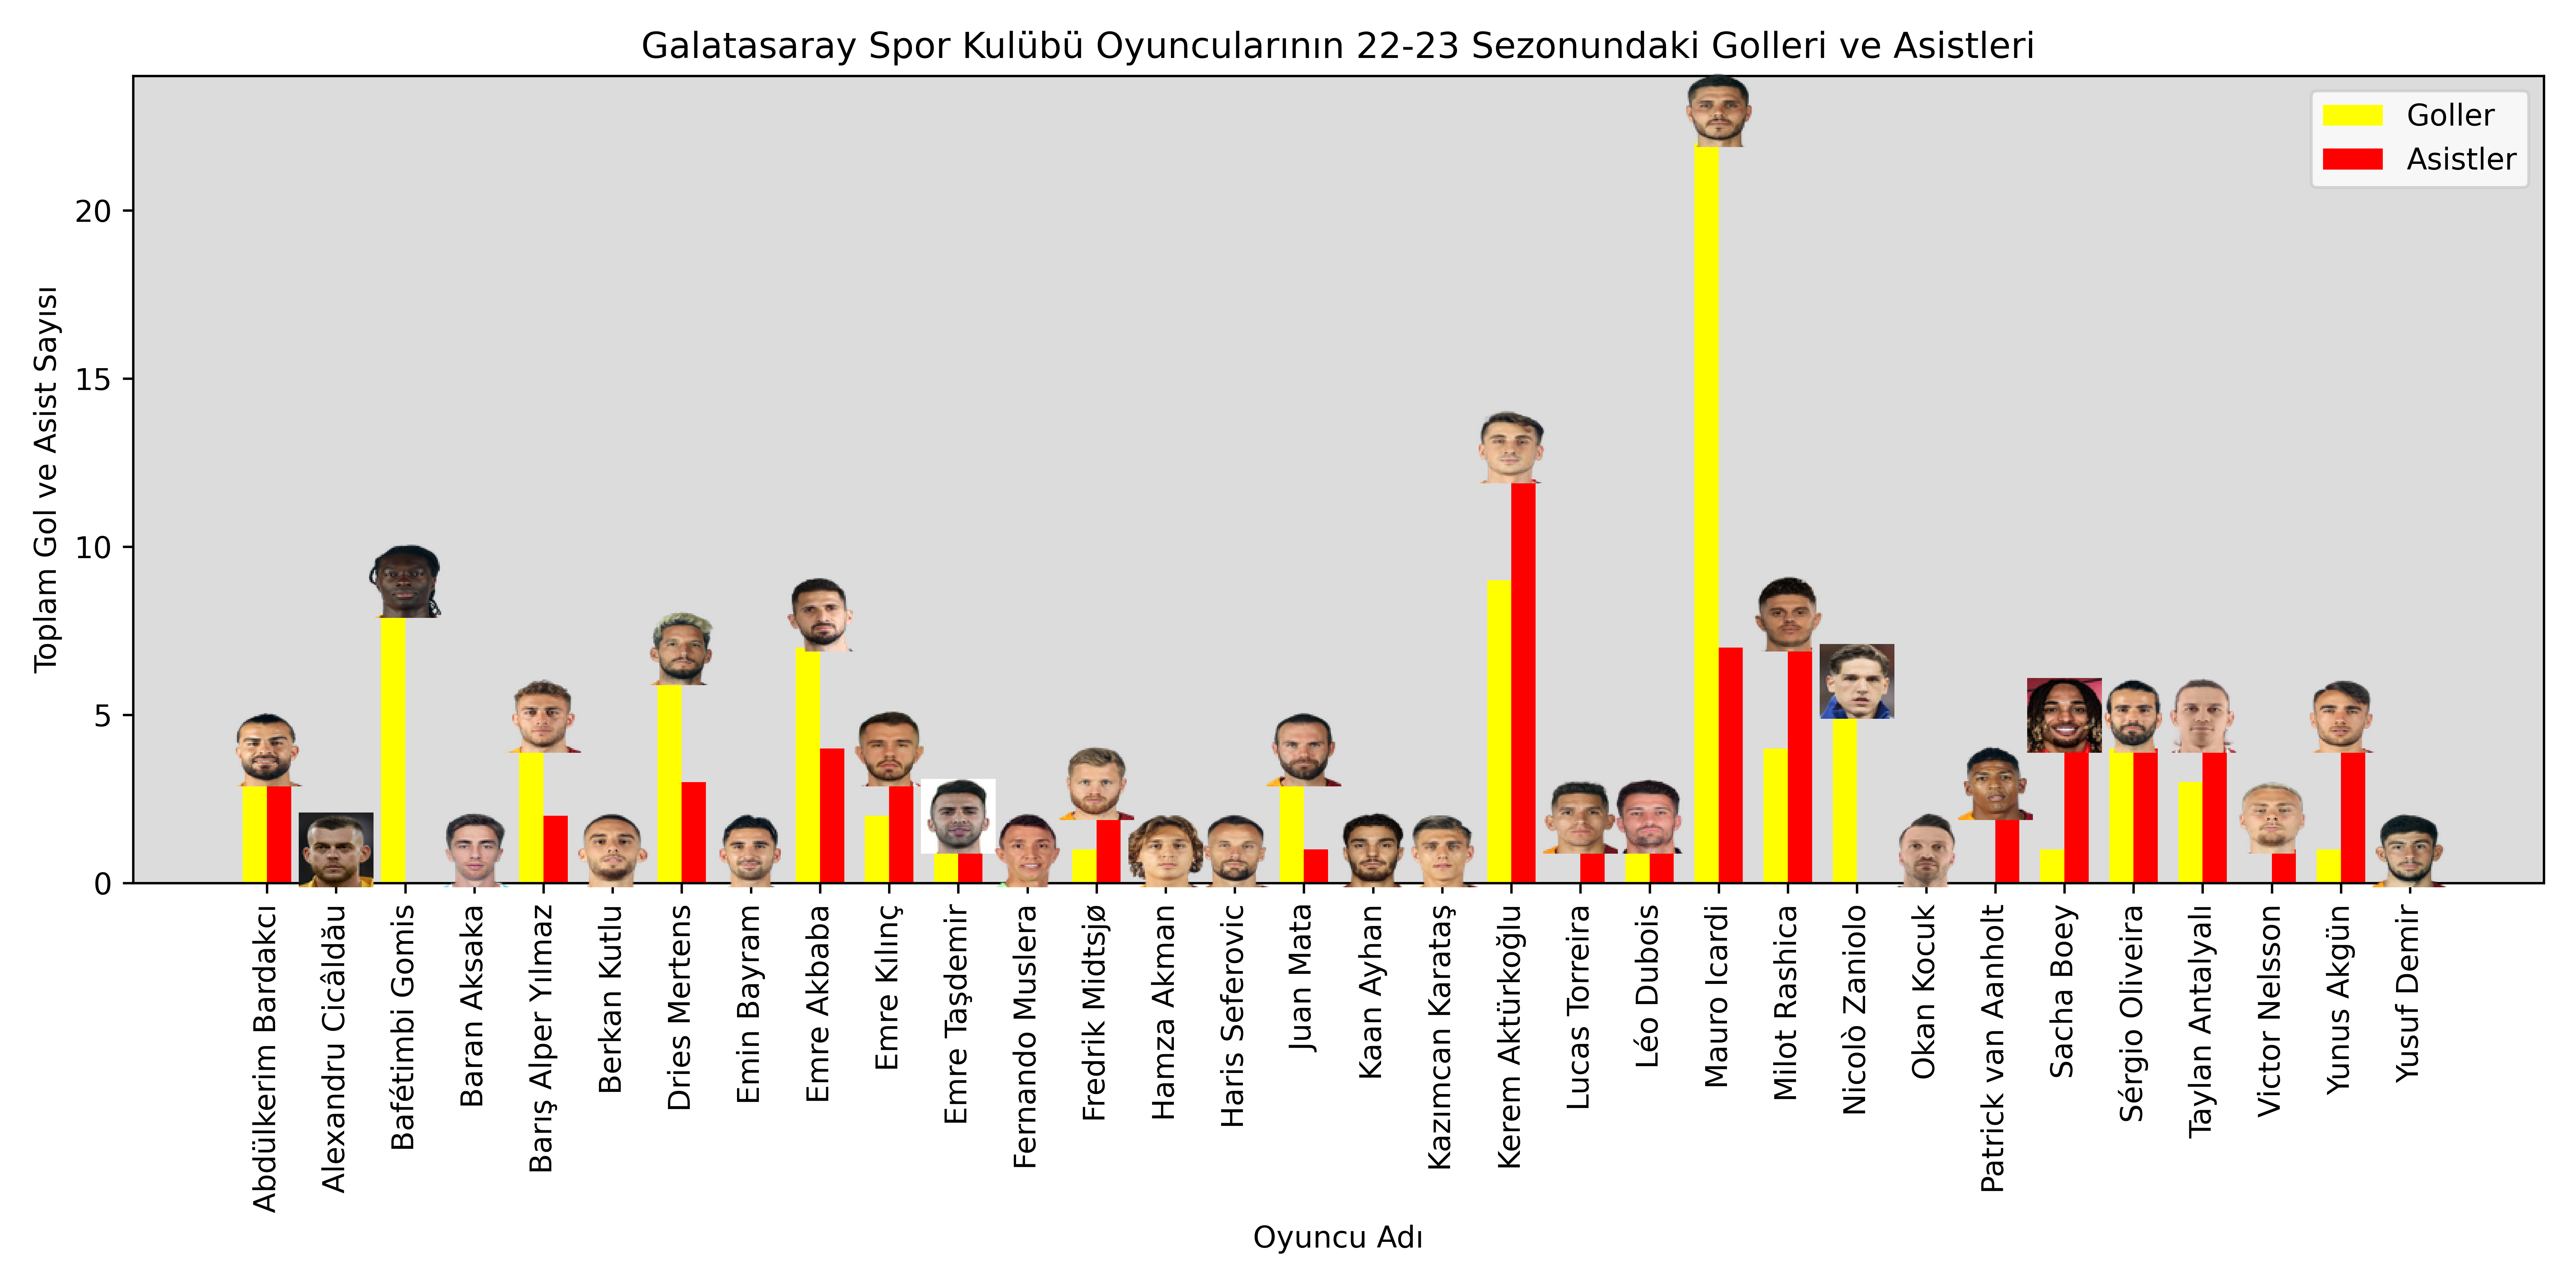 Galatasaray Spor Kulübü Oyuncularının 22-23 Sezonundaki Golleri ve Asistleri
Goller
Asistler
Toplam Gol ve Asist Sayısı
20
15
10
5
0
Abdülkerim Bardakcı
Alexandru Cicâldău
Bafétimbi Gomis
Baran Aksaka
Barış Alper Yılmaz
Berkan Kutlu
Dries Mertens
Emin Bayram
Emre Akbaba
Emre Kılınç
Emre Taşdemir
Fernando Muslera
Fredrik Midtsjø
Hamza Akman
Haris Seferovic
Juan Mata
Kaan Ayhan
Kazımcan Karataş
Kerem Aktürkoğlu
Lucas Torreira
Léo Dubois
Mauro Icardi
Milot Rashica
Nicolò Zaniolo
Okan Kocuk
Patrick van Aanholt
Sacha Boey
Sérgio Oliveira
Taylan Antalyalı
Victor Nelsson
Yunus Akgün
Yusuf Demir
Oyuncu Adı